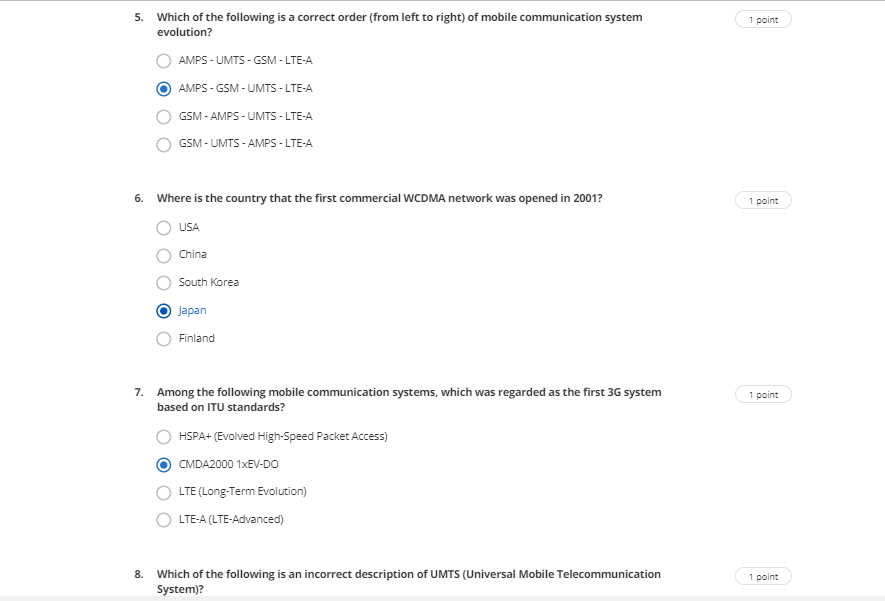 5. Which of the following is a correct order (from left to right) of mobile communication system 1 point
evolution?
AMPS - UMTS - GSM - LTE-A
AMPS - GSM - UMTS - LTE-A
GSM - AMPS - UMTS - LTE-A
GSM - UMTS - AMPS - LTE-A
6. Where is the country that the first commercial WCDMA network was opened in 2001? 1 point
USA
China
South Korea
Japan
Finland
7. Among the following mobile communication systems, which was regarded as the first 3G system 1 point
based on ITU standards?
HSPA+ (Evolved High-Speed Packet Access)
CMDA2000 1xEV-DO
LTE (Long-Term Evolution)
LTE-A (LTE-Advanced)
8. Which of the following is an incorrect description of UMTS (Universal Mobile Telecommunication 1 point
System)?